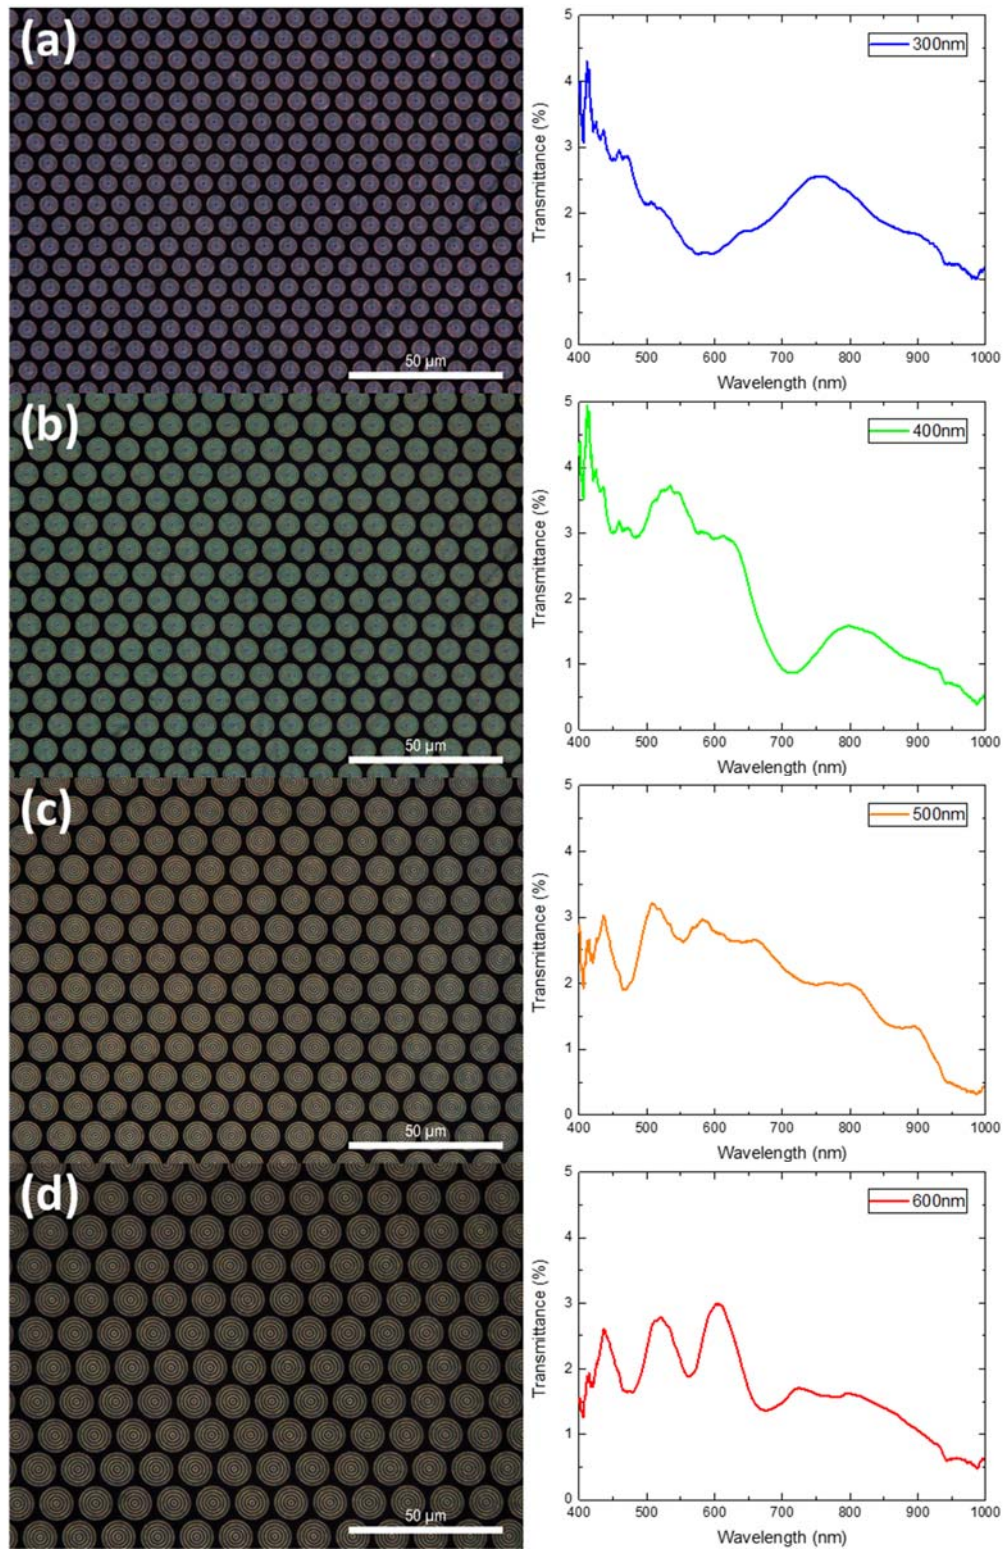 (a)
50 µm
5
4
3
2
1
0
Transmittance (%)
300nm
400 500 600 700 800 900 1000
Wavelength (nm)
(b)
50 µm
5
4
3
2
1
0
Transmittance (%)
400nm
400 500 600 700 800 900 1000
Wavelength (nm)
(c)
50 µm
5
4
3
2
1
0
Transmittance (%)
500nm
400 500 600 700 800 900 1000
Wavelength (nm)
(d)
50 µm
5
4
3
2
1
0
Transmittance (%)
600nm
400 500 600 700 800 900 1000
Wavelength (nm)